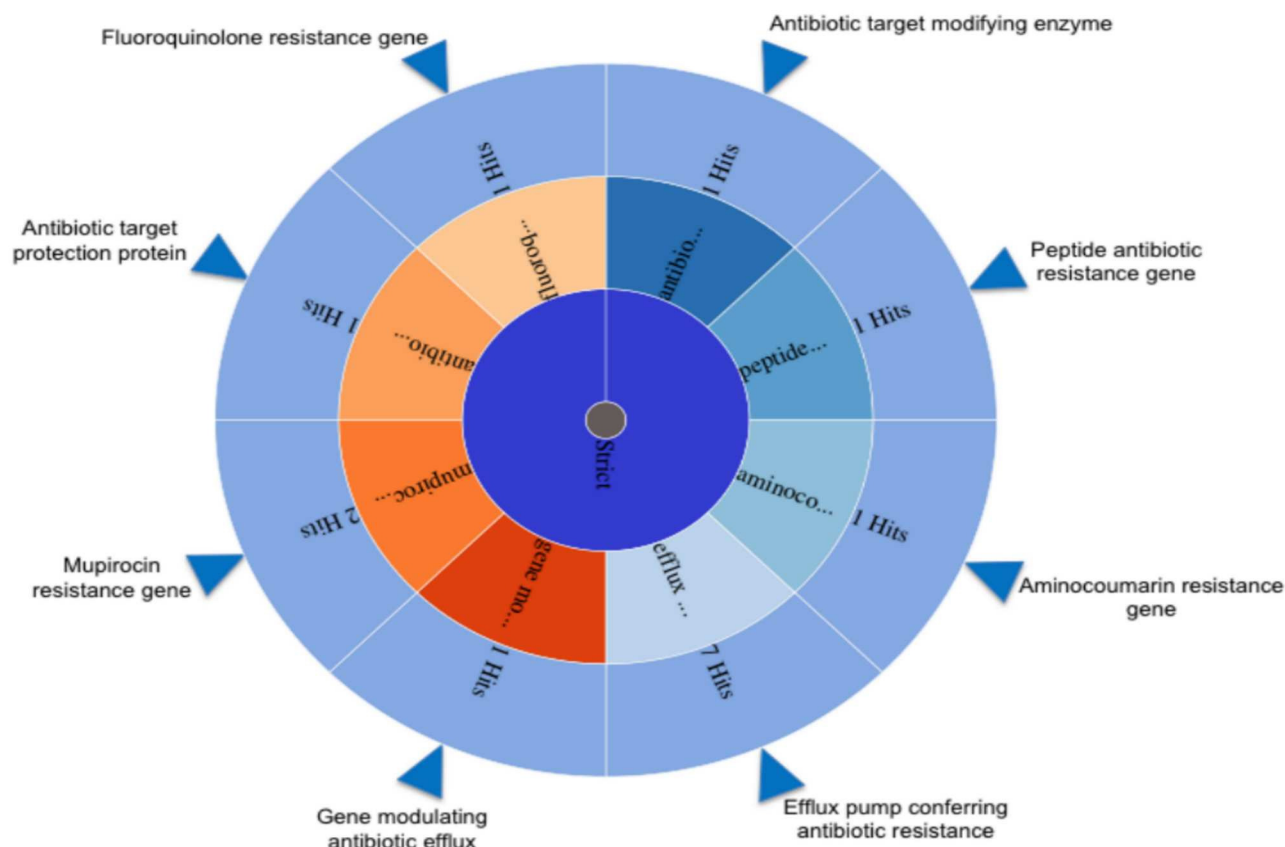 Fluoroquinolone resistance gene
Antibiotic target modifying enzyme
1 Hits
1 Hits
fluoroq...
antibio...
Antibiotic target
protection protein
Peptide antibiotic
resistance gene
1 Hits
antibio...
peptide...
1 Hits
Strict
Mupirocin
resistance gene
2 Hits
mupiroc...
aminoco...
1 Hits
Aminocoumarin resistance
gene
gene mo...
efflux ...
1 Hits
7 Hits
Gene modulating
antibiotic efflux
Efflux pump conferring
antibiotic resistance